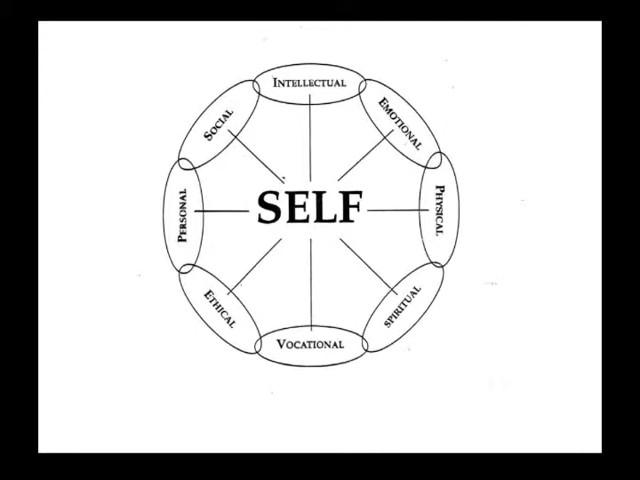 INTELLECTUAL
EMOTIONAL
SOCIAL
SELF
PERSONAL
PHYSICAL
ETHICAL
SPIRITUAL
VOCATIONAL